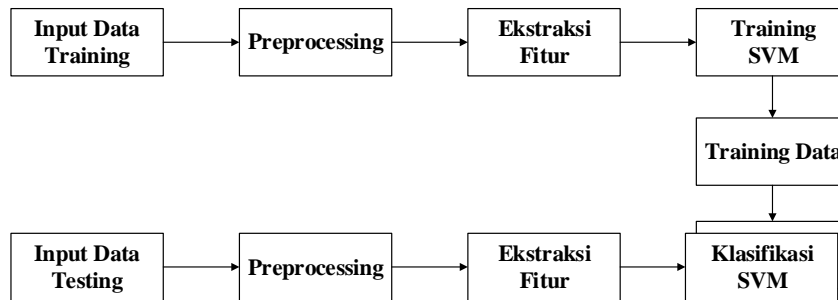 Input Data
Training
Preprocessing
Ekstraksi
Fitur
Training
SVM
Training Data
Input Data
Testing
Preprocessing
Ekstraksi
Fitur
Klasifikasi
SVM